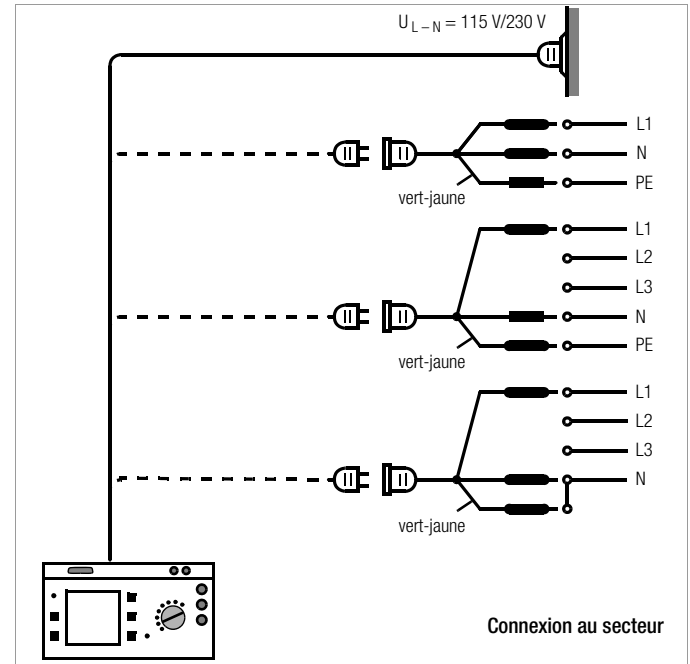 U L – N = 115 V/230 V
L1
N
PE
vert-jaune
L1
L2
L3
N
PE
vert-jaune
L1
L2
L3
N
vert-jaune
Connexion au secteur